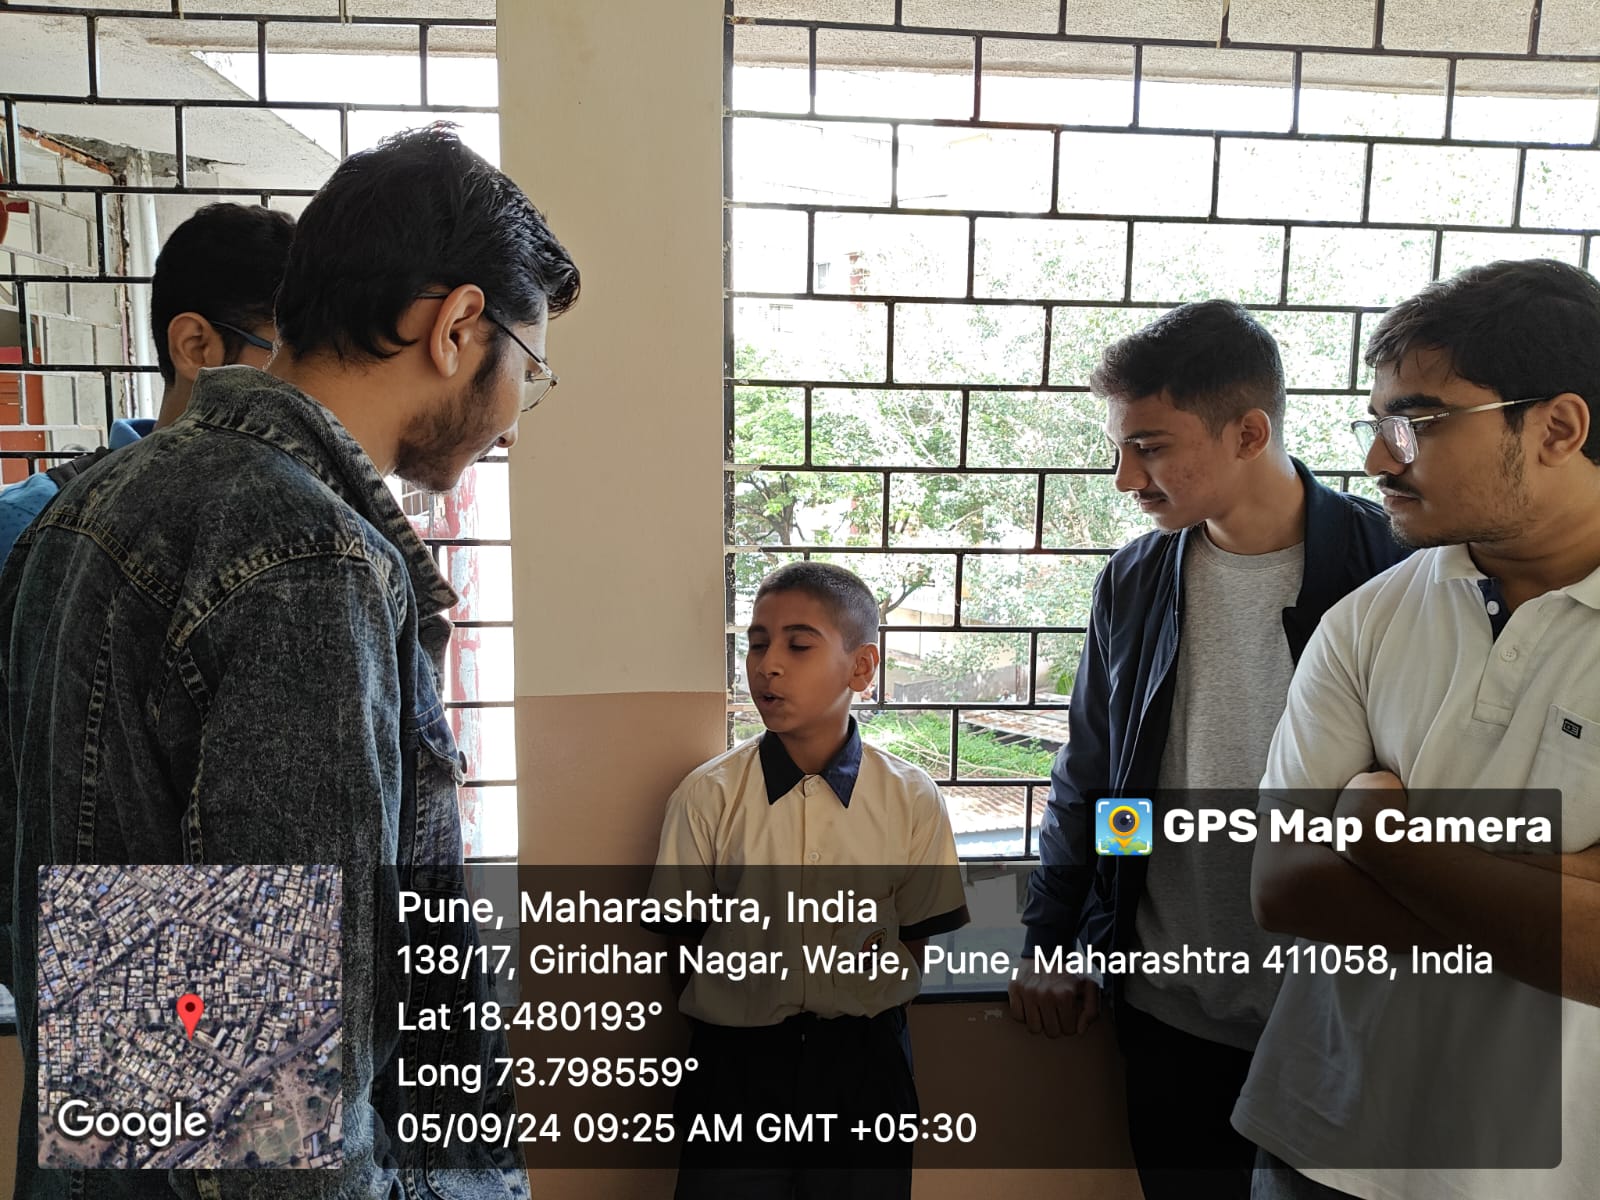 GPS Map Camera
Pune, Maharashtra, India
138/17, Giridhar Nagar, Warje, Pune, Maharashtra 411058, India
Lat 18.480193°
Long 73.798559°
05/09/24 09:25 AM GMT +05:30
Google